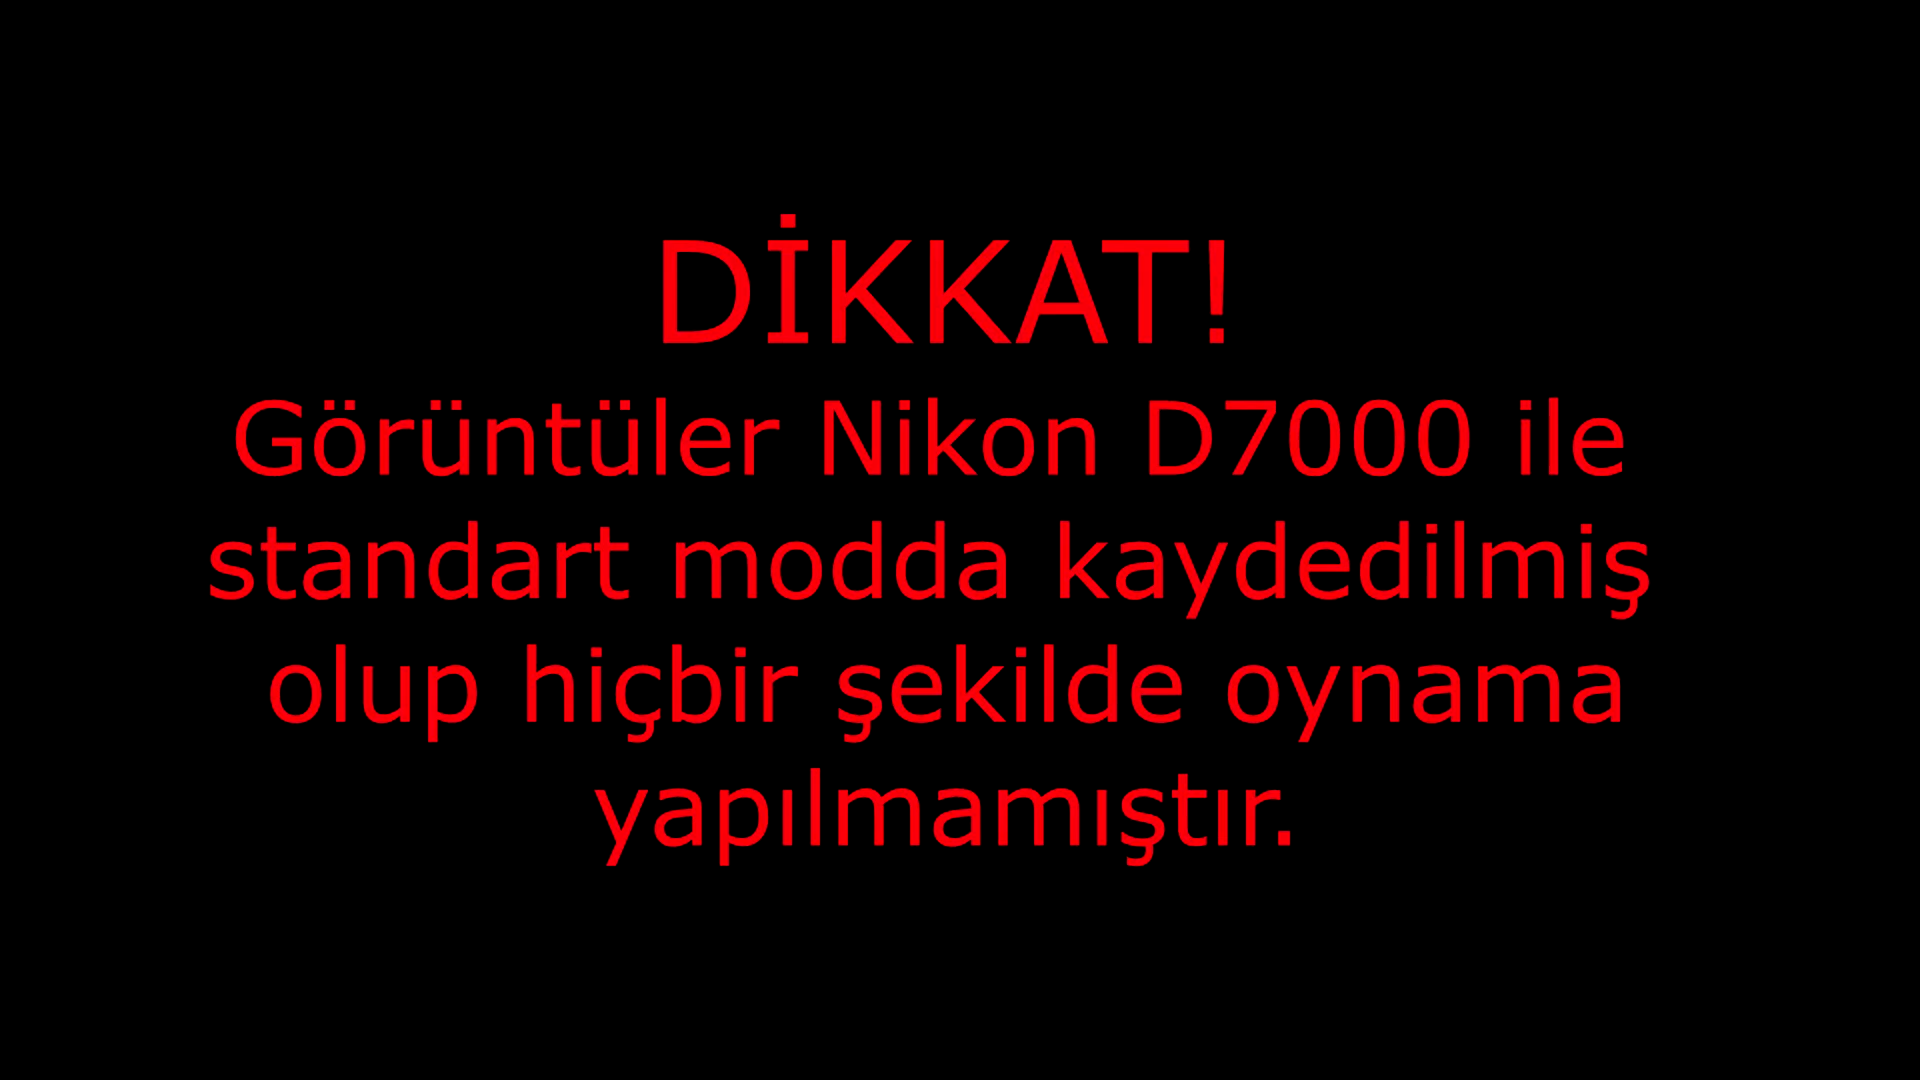 DİKKAT!
Görüntüler Nikon D7000 ile
standart modda kaydedilmiş
olup hiçbir şekilde oynama
yapılmamıştır.